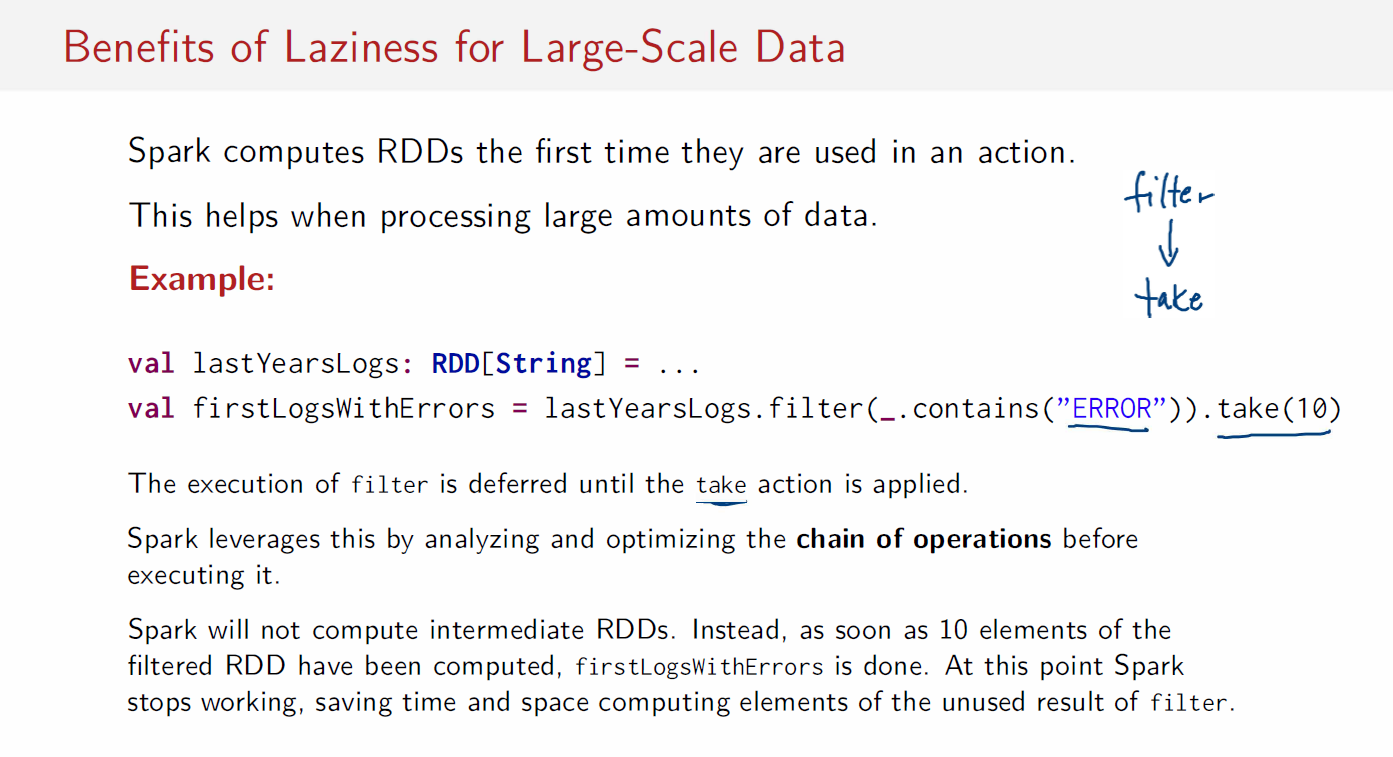 Benefits of Laziness for Large-Scale Data
Spark computes RDDs the first time they are used in an action.
This helps when processing large amounts of data.
filter
↓
take
Example:
val lastYearsLogs: RDD[String] = ...
val firstLogsWithErrors = lastYearsLogs.filter(_.contains(”ERROR”)).take(10)
The execution of filter is deferred until the take action is applied.
Spark leverages this by analyzing and optimizing the chain of operations before
executing it.
Spark will not compute intermediate RDDs. Instead, as soon as 10 elements of the
filtered RDD have been computed, firstLogsWithErrors is done. At this point Spark
stops working, saving time and space computing elements of the unused result of filter.